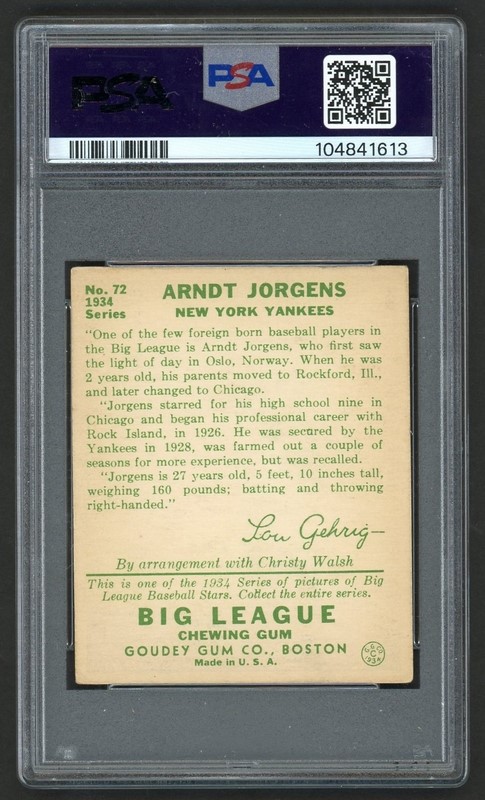 PSA
PSA
104841613
No. 72
1934
Series
ARNDT JORGENS
NEW YORK YANKEES
"One of the few foreign born baseball players in
the Big League is Arndt Jorgens, who first saw
the light of day in Oslo, Norway. When he was
2 years old, his parents moved to Rockford, Ill.,
and later changed to Chicago.
"Jorgens starred for his high school nine in
Chicago and began his professional career with
Rock Island, in 1926. He was secured by the
Yankees in 1928, was farmed out a couple of
seasons for more experience, but was recalled.
"Jorgens is 27 years old, 5 feet, 10 inches tall,
weighing 160 pounds; batting and throwing
right-handed."
Lou Gehrig
By arrangement with Christy Walsh
This is one of the 1934 Series of pictures of Big
League Baseball Stars. Collect the entire series.
BIG LEAGUE
CHEWING GUM
GOUDEY GUM CO., BOSTON
Made in U. S. A.